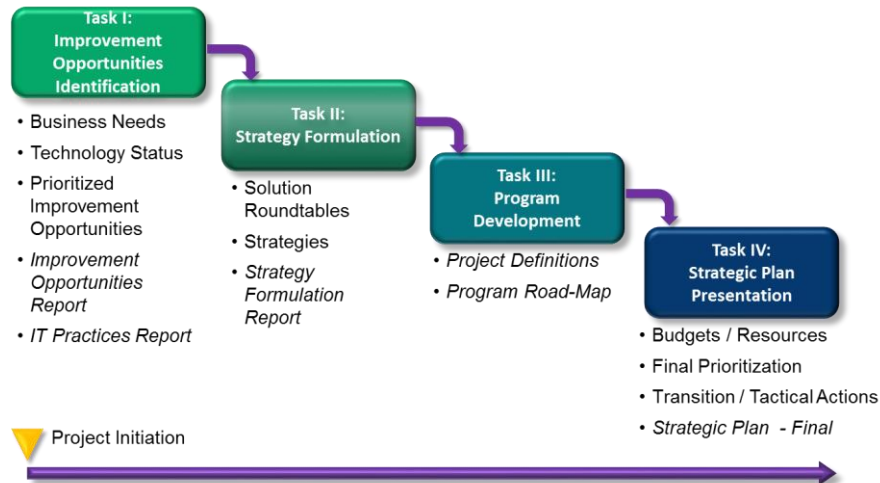 Task I:
Improvement
Opportunities
Identification
• Business Needs
• Technology Status
• Prioritized
Improvement
Opportunities
• Improvement
Opportunities
Report
• IT Practices Report
Task II:
Strategy Formulation
• Solution
Roundtables
• Strategies
• Strategy
Formulation
Report
Task III:
Program
Development
• Project Definitions
• Program Road-Map
Task IV:
Strategic Plan
Presentation
• Budgets / Resources
• Final Prioritization
• Transition / Tactical Actions
• Strategic Plan - Final
Project Initiation